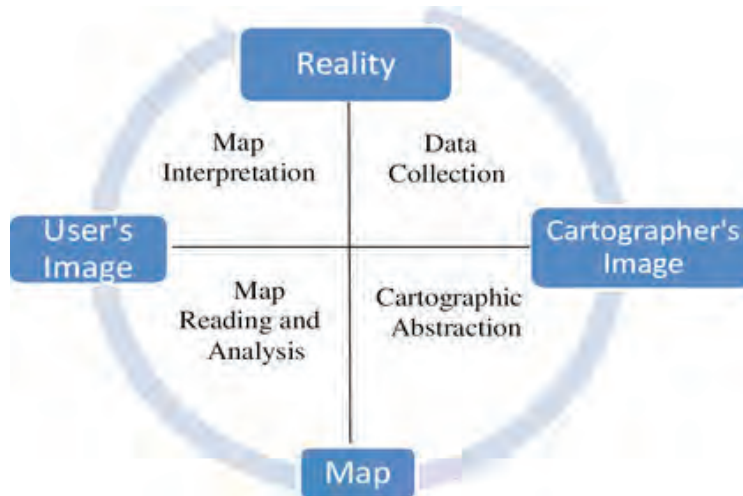 Reality
Map
Interpretation
Data
Collection
User's
Image
Cartographer's
Image
Map
Reading and
Analysis
Cartographic
Abstraction
Map